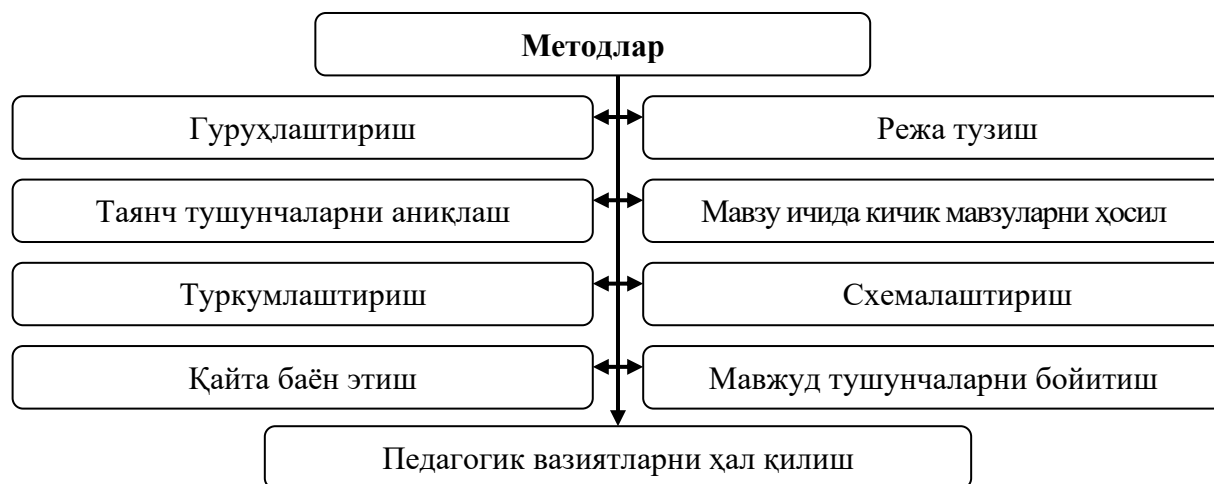 Методлар
Гуруҳлаштириш
Режа тузиш
Таянч тушунчаларни аниқлаш
Мавзу ичида кичик мавзуларни ҳосил
Туркумлаштириш
Схемалаштириш
Қайта баён этиш
Мавжуд тушунчаларни бойитиш
Педагогик вазиятларни ҳал қилиш